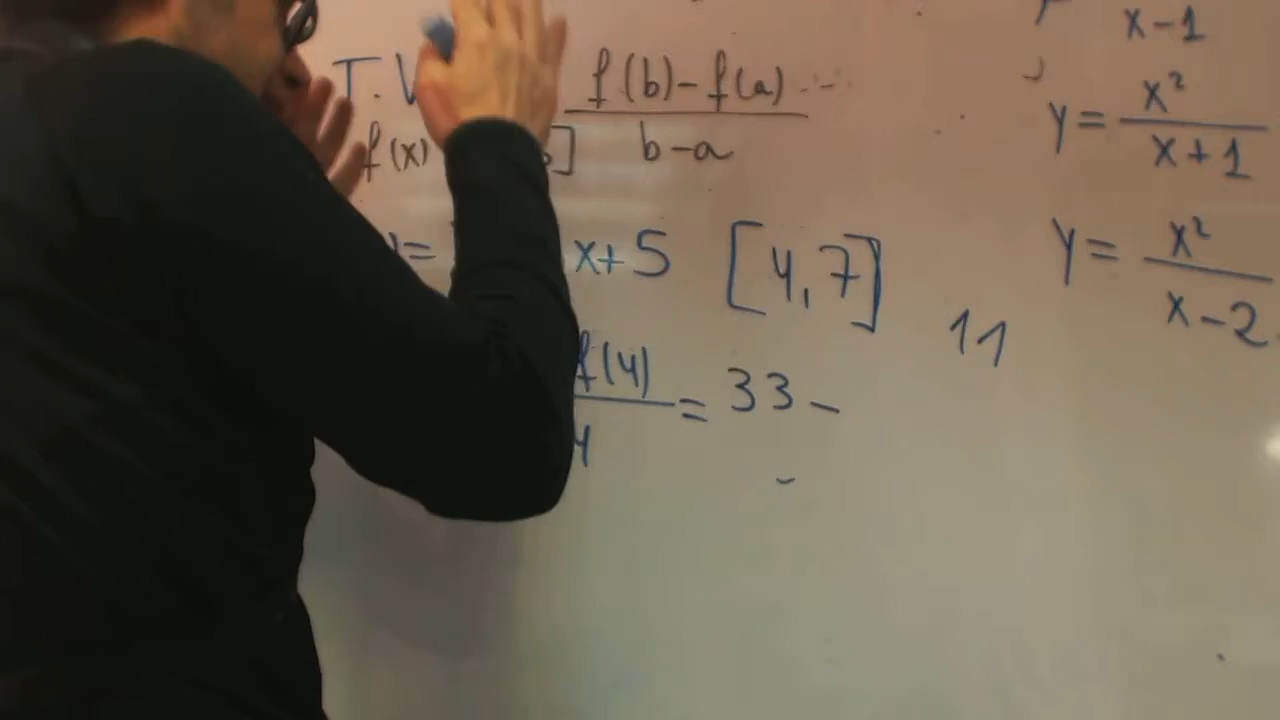 T.V
f(b)-f(a)
b-a
f(x)
]
= x+5 [4,7]
f(4)
4
= 33 -
11
x-1
y= x²
x+1
y= x²
x-2